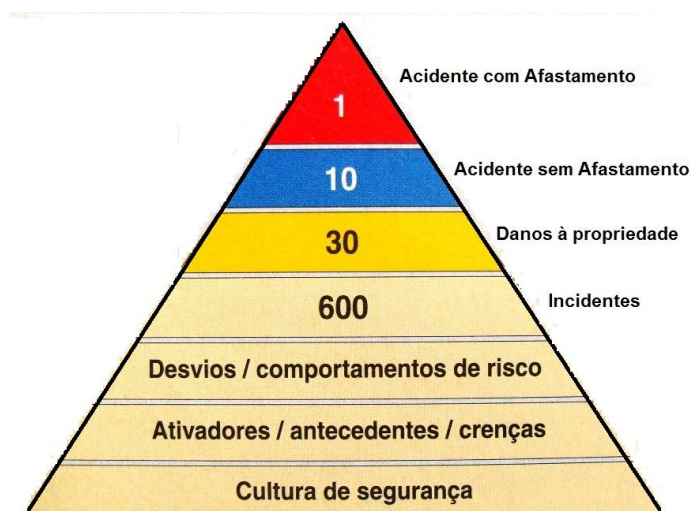 Acidente com Afastamento
1
Acidente sem Afastamento
10
Danos à propriedade
30
Incidentes
600
Desvios / comportamentos de risco
Ativadores / antecedentes / crenças
Cultura de segurança